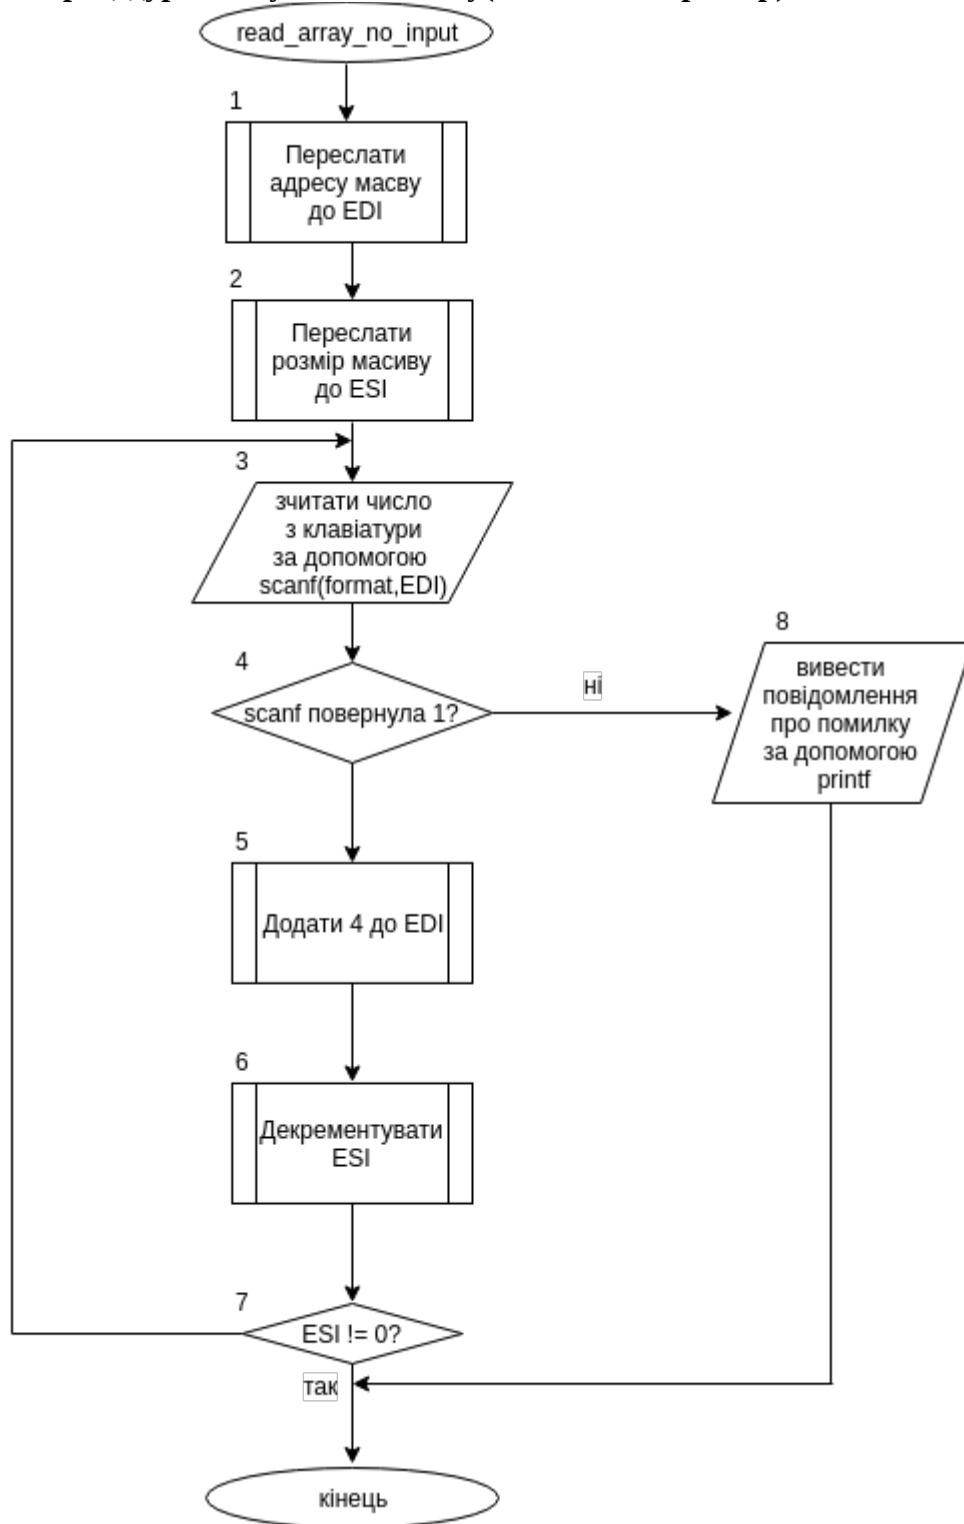 read_array_no_input
1
Переслати
адресу масву
до EDI
2
Переслати
розмір масиву
до ESI
3
зчитати число
з клавіатури
за допомогою
scanf(format,EDI)
4
scanf повернула 1?
ні
8
вивести
повідомлення
про помилку
за допомогою
printf
5
Додати 4 до EDI
6
Декрементувати
ESI
7
ESI != 0?
так
кінець